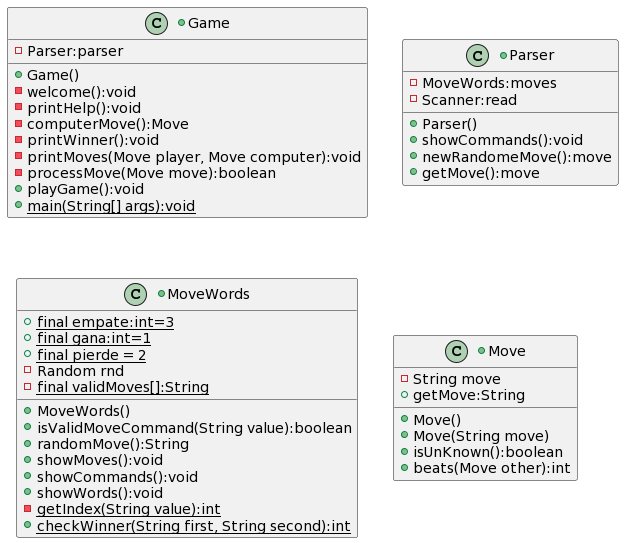 C Game
Parser:parser
Game()
welcome():void
printHelp():void
computerMove():Move
printWinner():void
printMoves(Move player, Move computer):void
processMove(Move move):boolean
playGame():void
main(String[] args):void
C Parser
MoveWords:moves
Scanner:read
Parser()
showCommands():void
newRandomeMove():move
getMove():move
C MoveWords
final empate:int=3
final gana:int=1
final pierde = 2
Random rnd
final validMoves[]:String
MoveWords()
isValidMoveCommand(String value):boolean
randomMove():String
showMoves():void
showCommands():void
showWords():void
getIndex(String value):int
checkWinner(String first, String second):int
C Move
String move
getMove:String
Move()
Move(String move)
isUnKnown():boolean
beats(Move other):int